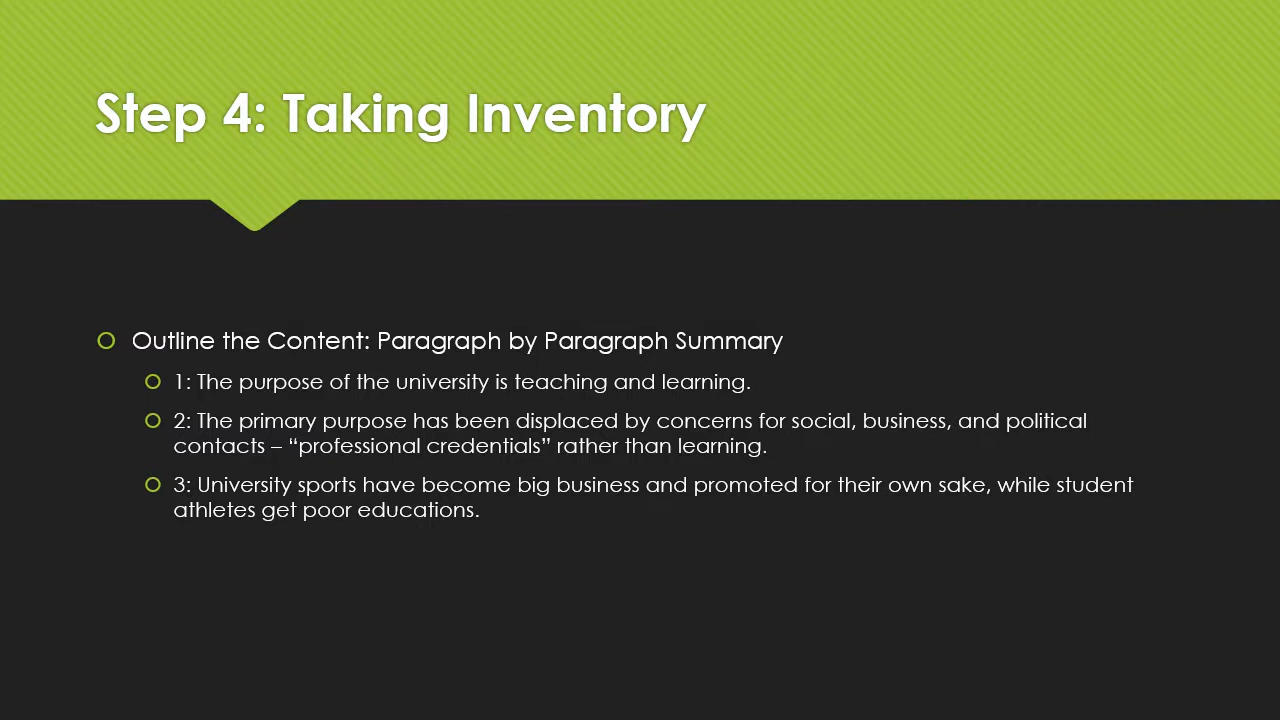 Step 4: Taking Inventory
Outline the Content: Paragraph by Paragraph Summary
1: The purpose of the university is teaching and learning.
2: The primary purpose has been displaced by concerns for social, business, and political
contacts – “professional credentials” rather than learning.
3: University sports have become big business and promoted for their own sake, while student
athletes get poor educations.